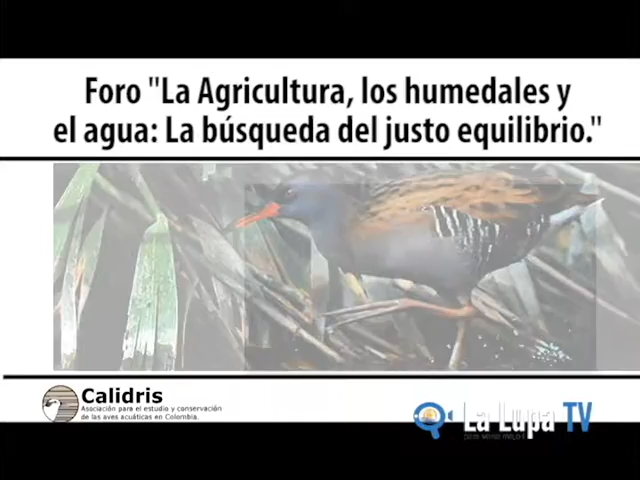 Foro "La Agricultura, los humedales y
el agua: La búsqueda del justo equilibrio."
Calidris
Asociación para el estudio y conservación
de las aves acuáticas en Colombia.
La Lupa TV